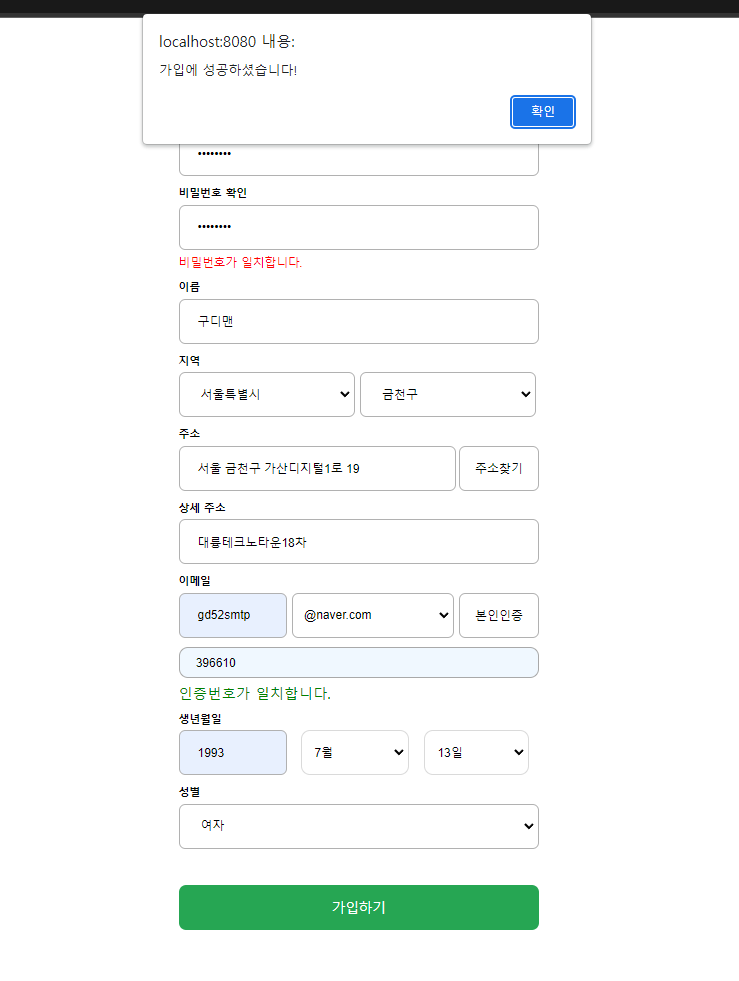 localhost:8080 내용:
가입에 성공하셨습니다!
확인
••••••••
비밀번호 확인
••••••••
비밀번호가 일치합니다.
이름
구디맨
지역
서울특별시 금천구
주소
서울 금천구 가산디지털1로 19 주소찾기
상세 주소
대륭테크노타운18차
이메일
gd52smtp @naver.com 본인인증
396610
인증번호가 일치합니다.
생년월일
1993 7월 13일
성별
여자
가입하기